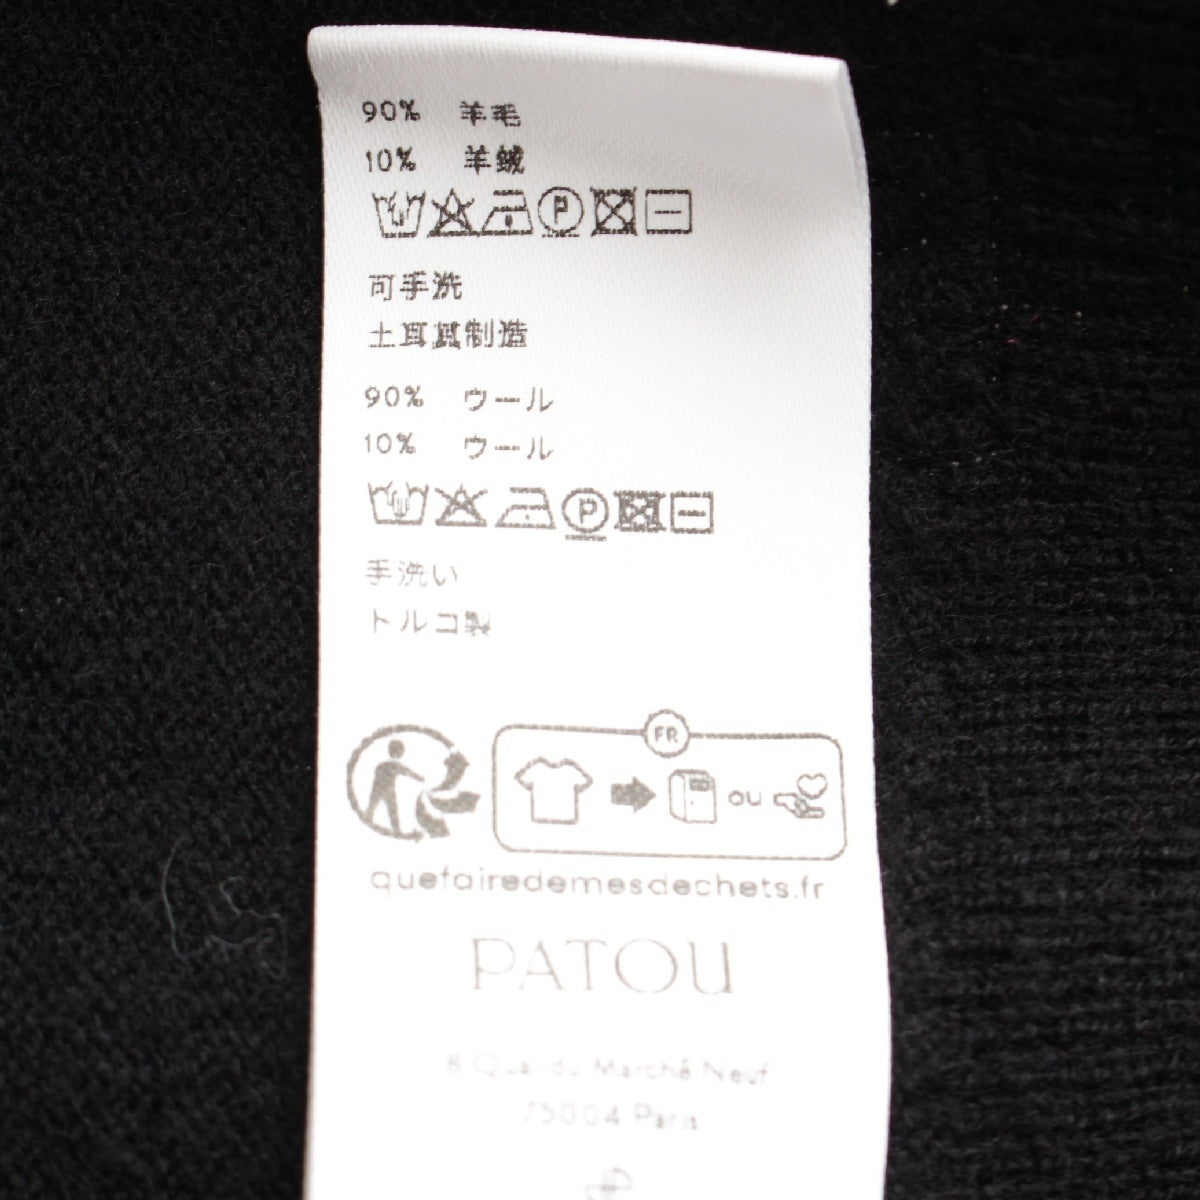 90% 羊毛
10% 羊绒
P
可手洗
土耳其制造
90% ウール
10% ウール
P
手洗い
トルコ製
FR
OU
quefairedemesdechets.fr
PATOU
8 Quai du Marché Neuf
75004 Paris